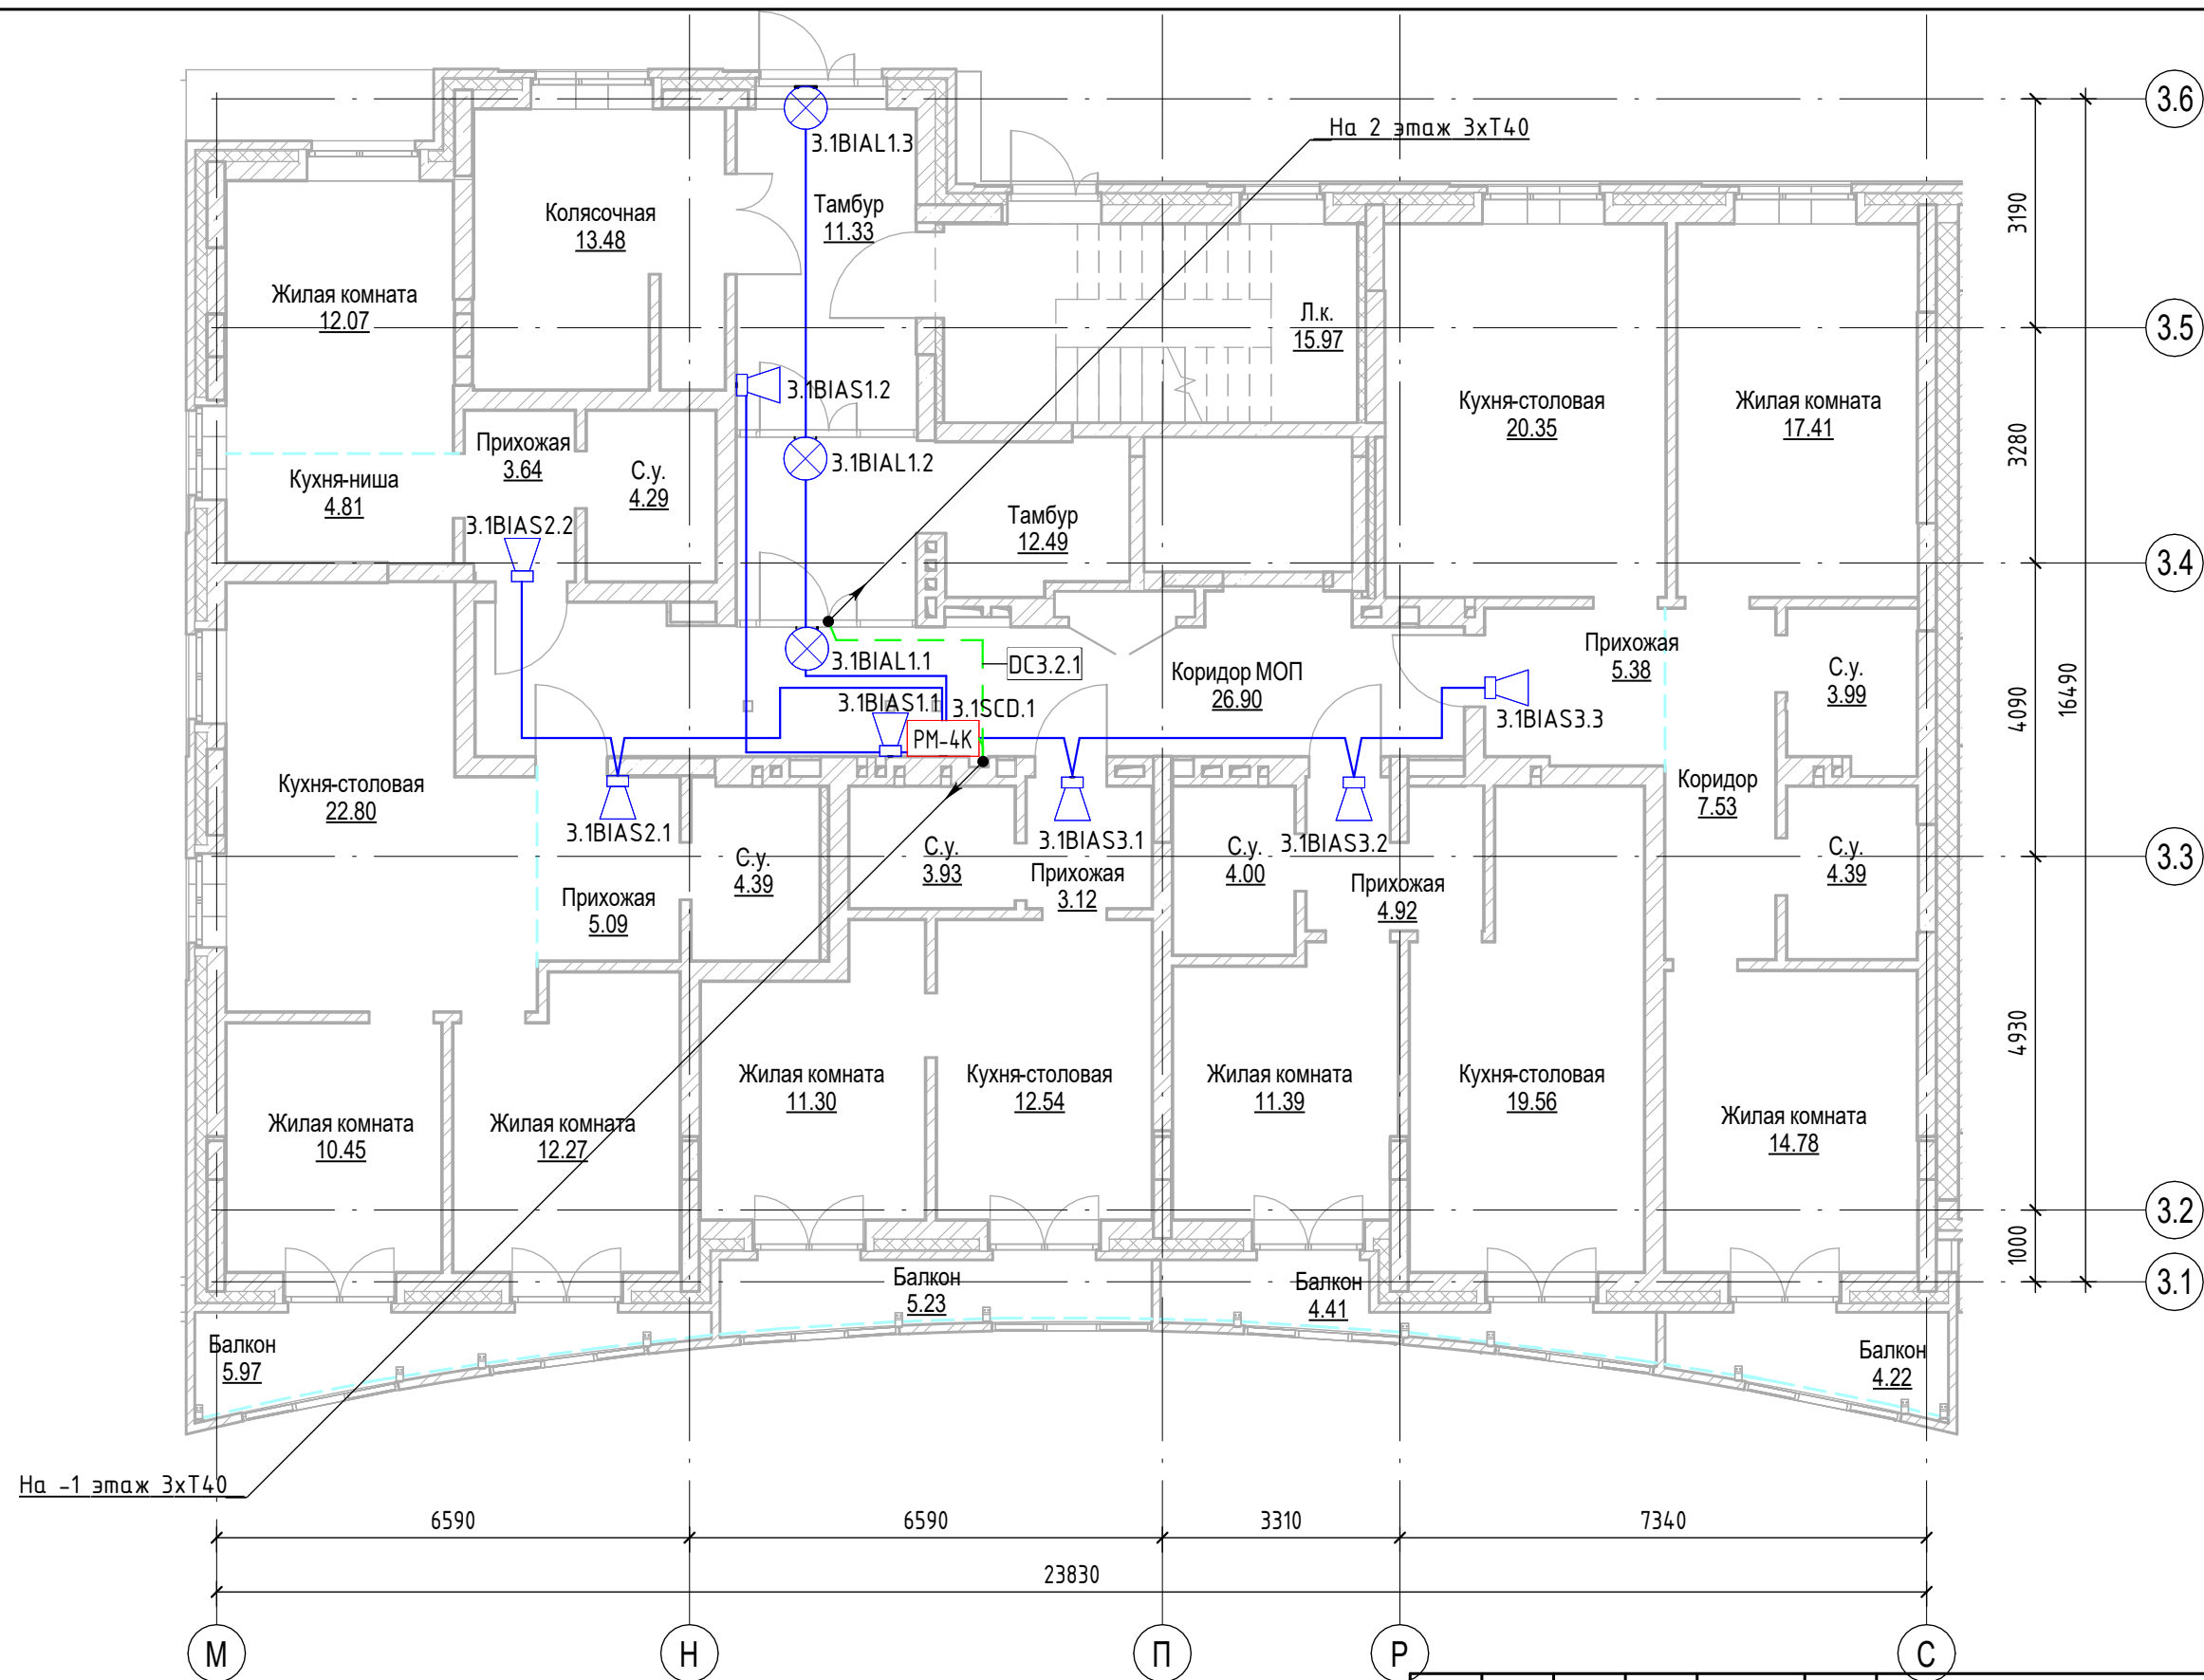 3.6
3.1BIAL1.3
На 2 этаж 3хТ40
3190
Колясочная
13.48
Тамбур
11.33
Жилая комната
12.07
Л.к.
15.97
3.5
3.1BIAS1.2
Кухня-столовая
20.35
Жилая комната
17.41
3280
Прихожая
3.64
3.1BIAL1.2
Кухня-ниша
4.81
С.у.
4.29
3.1BIAS2.2
Тамбур
12.49
3.4
3.1BIAL1.1
DC3.2.1
Коридор МОП
26.90
Прихожая
5.38
С.у.
3.99
4090
16490
3.1BIAS1.1
3.1SCD.1
PM-4K
3.1BIAS3.3
Кухня-столовая
22.80
Коридор
7.53
3.1BIAS2.1
3.1BIAS3.1
3.1BIAS3.2
С.у.
4.39
С.у.
3.93
С.у.
4.00
С.у.
4.39
3.3
Прихожая
5.09
Прихожая
3.12
Прихожая
4.92
4930
Жилая комната
11.30
Кухня-столовая
12.54
Жилая комната
11.39
Кухня-столовая
19.56
Жилая комната
10.45
Жилая комната
12.27
Жилая комната
14.78
3.2
1000
3.1
Балкон
5.23
Балкон
4.41
Балкон
5.97
Балкон
4.22
На -1 этаж 3хТ40
6590
6590
3310
7340
23830
М
Н
П
Р
С